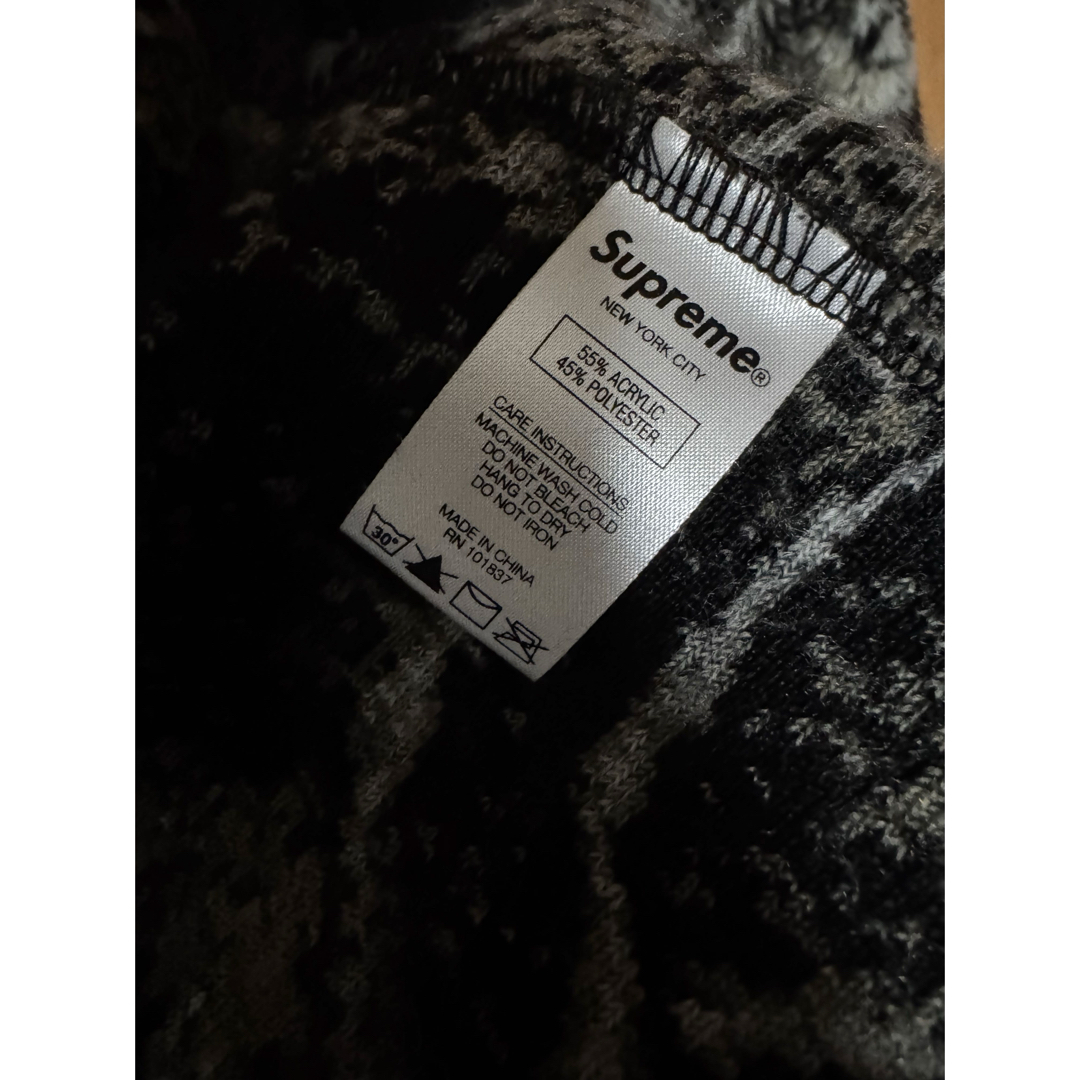 Supreme®
NEW YORK CITY
55% ACRYLIC
45% POLYESTER
CARE INSTRUCTIONS
MACHINE WASH COLD
DO NOT BLEACH
HANG TO DRY
DO NOT IRON
MADE IN CHINA
RN 101837
30°